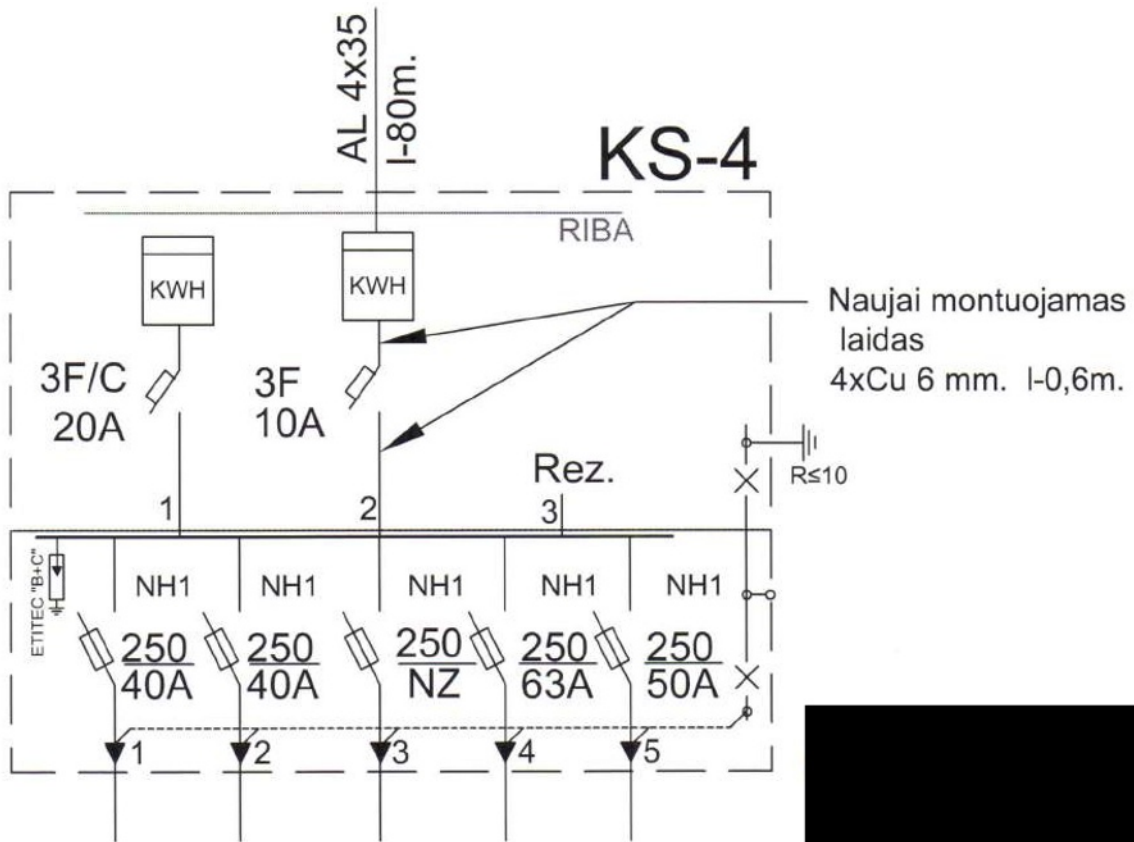 AL 4x35
l-80m.
KS-4
RIBA
KWH
KWH
Naujai montuojamas
laidas
4xCu 6 mm. l-0,6m.
3F/C
20A
3F
10A
R≤10
Rez.
1
2
3
ETITEC "B+C"
NH1
NH1
NH1
NH1
NH1
250
40A
250
40A
250
NZ
250
63A
250
50A
1
2
3
4
5